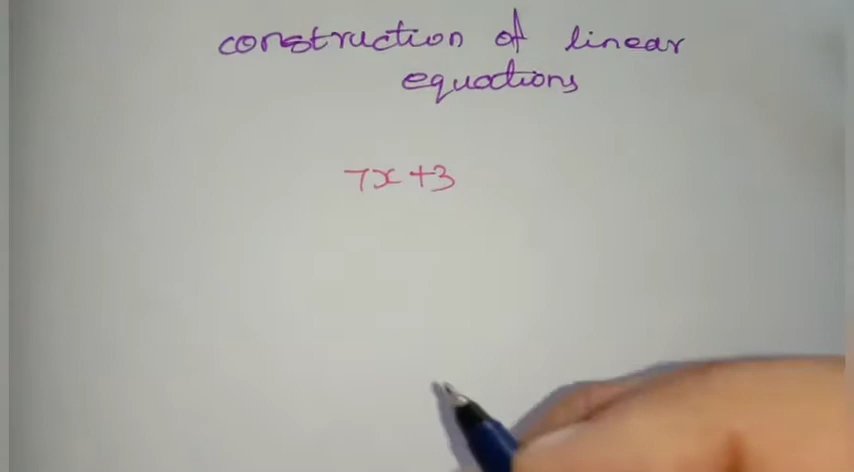 construction of linear
equations
7x +3